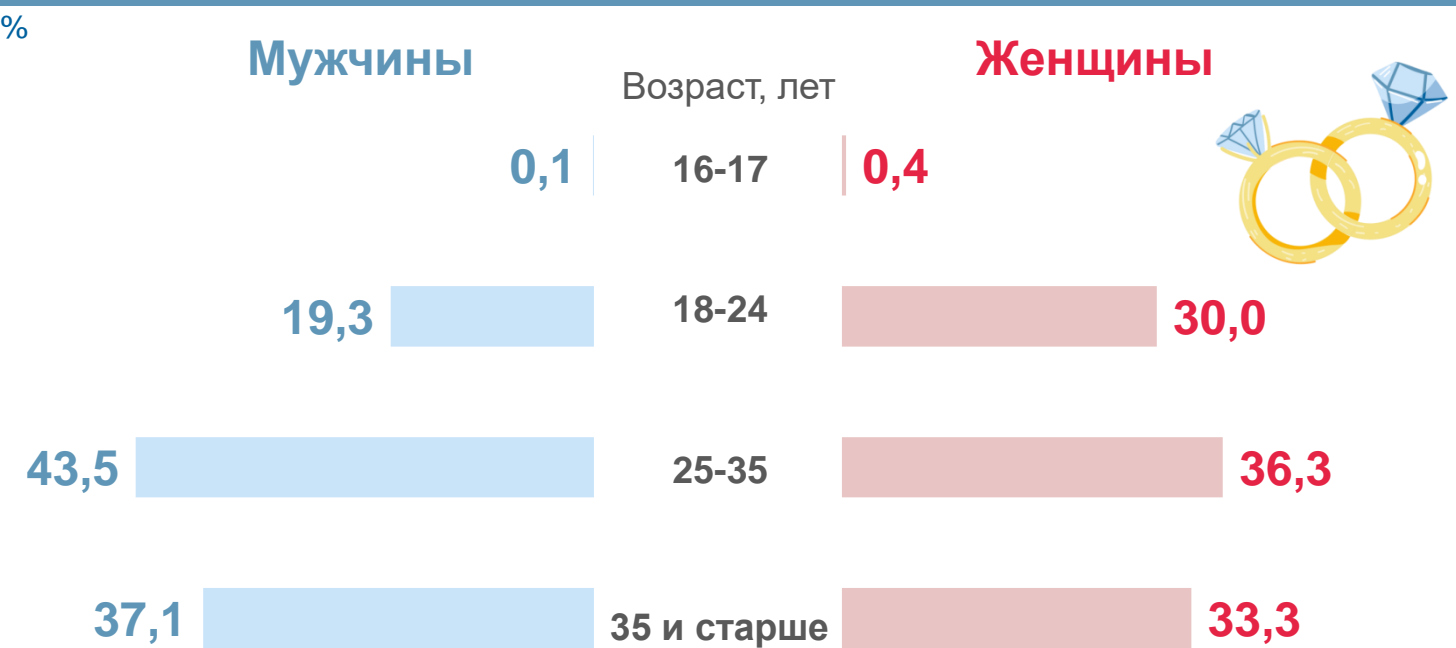 %
Мужчины
Возраст, лет
Женщины
0,1 16-17 0,4
19,3 18-24 30,0
43,5 25-35 36,3
37,1 35 и старше 33,3